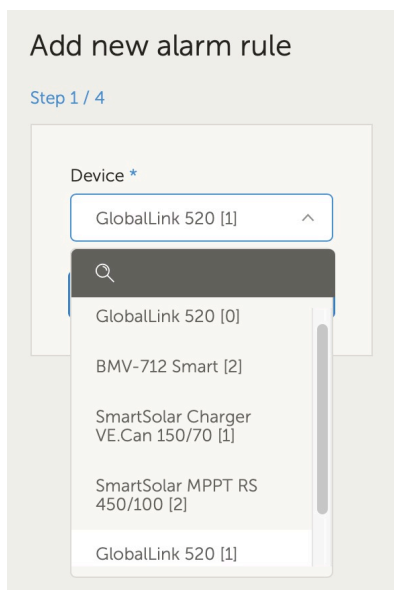 Add new alarm rule
Step 1 / 4
Device *
GlobalLink 520 [1]
GlobalLink 520 [0]
BMV-712 Smart [2]
SmartSolar Charger
VE.Can 150/70 [1]
SmartSolar MPPT RS
450/100 [2]
GlobalLink 520 [1]